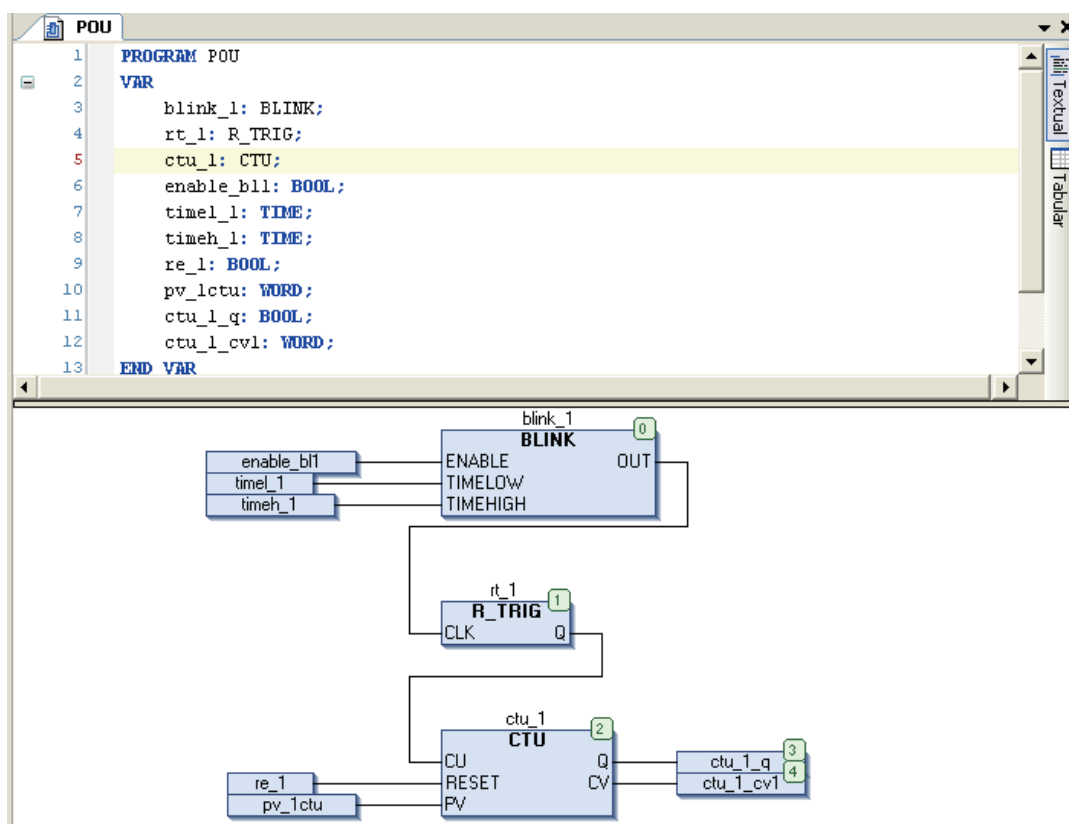 POU
1 PROGRAM POU
2 VAR
3 blink_1: BLINK;
4 rt_1: R_TRIG;
5 ctu_1: CTU;
6 enable_bl1: BOOL;
7 timel_1: TIME;
8 timeh_1: TIME;
9 re_1: BOOL;
10 pv_1ctu: WORD;
11 ctu_1_q: BOOL;
12 ctu_1_cv1: WORD;
13 END_VAR
Textual
Tabular
blink_1
BLINK 0
enable_bl1 ENABLE OUT
timel_1 TIMELOW
timeh_1 TIMEHIGH
rt_1
R_TRIG 1
CLK Q
ctu_1
CTU 2
CU Q ctu_1_q 3
re_1 RESET CV ctu_1_cv1 4
pv_1ctu PV